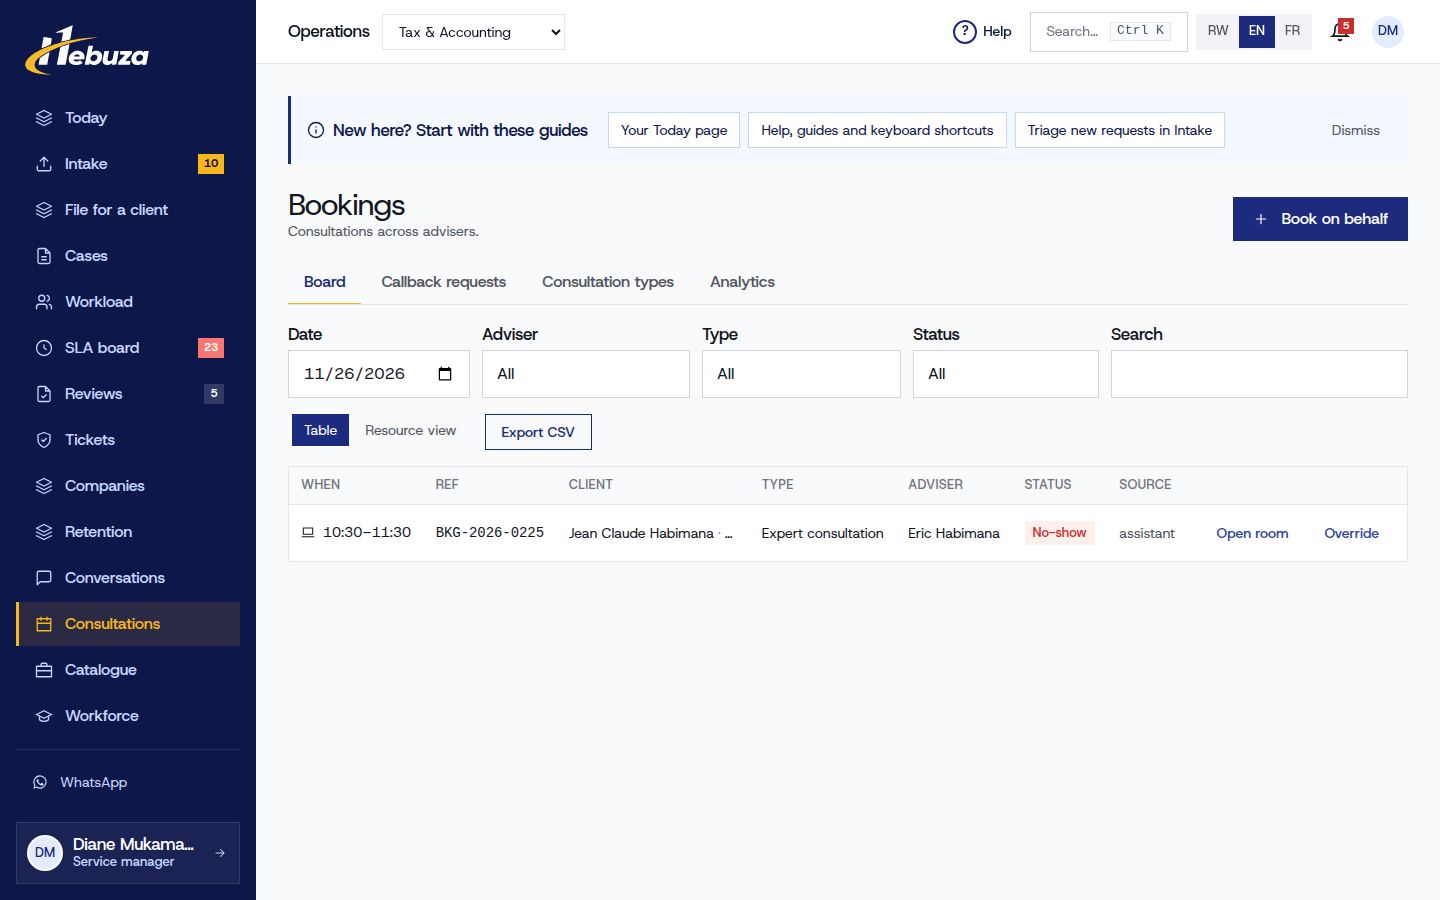 Hebuza
Operations
Tax & Accounting
? Help
Search... Ctrl K
RW EN FR
5
DM
Today
Intake 10
File for a client
Cases
Workload
SLA board 23
Reviews 5
Tickets
Companies
Retention
Conversations
Consultations
Catalogue
Workforce
WhatsApp
DM
Diane Mukama...
Service manager
New here? Start with these guides
Your Today page
Help, guides and keyboard shortcuts
Triage new requests in Intake
Dismiss
Bookings
Consultations across advisers.
Book on behalf
Board Callback requests Consultation types Analytics
Date Adviser Type Status Search
11/26/2026 All All All
Table Resource view Export CSV
WHEN REF CLIENT TYPE ADVISER STATUS SOURCE
10:30–11:30 BKG-2026-0225 Jean Claude Habimana · ... Expert consultation Eric Habimana No-show assistant Open room Override